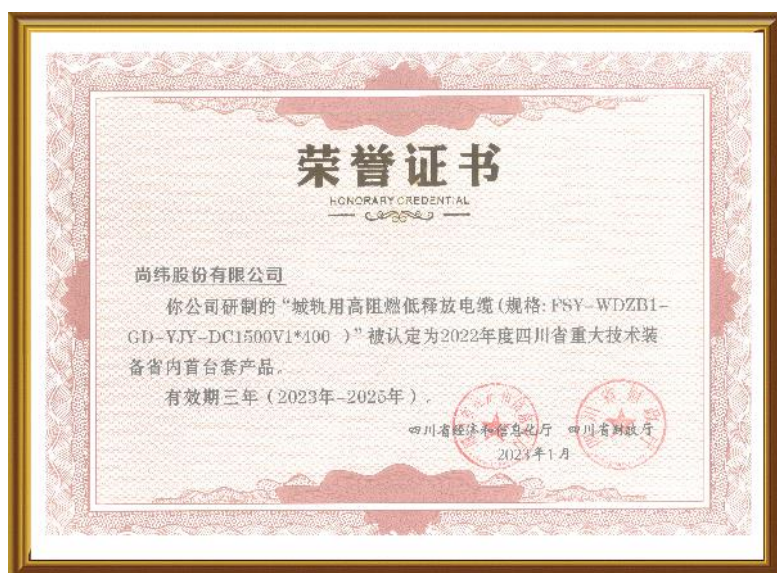 荣誉证书
HONORARY CREDENTIAL
尚纬股份有限公司
你公司研制的“城轨用高阻燃低释放电缆(规格: FSY-WDZB1-
GD-YJY-DC1500V1*400 )”被认定为2022年度四川省重大技术装
备省内首台套产品。
有效期三年（2023年-2025年）。
四川省经济和信息化厅 四川省财政厅
2023年1月